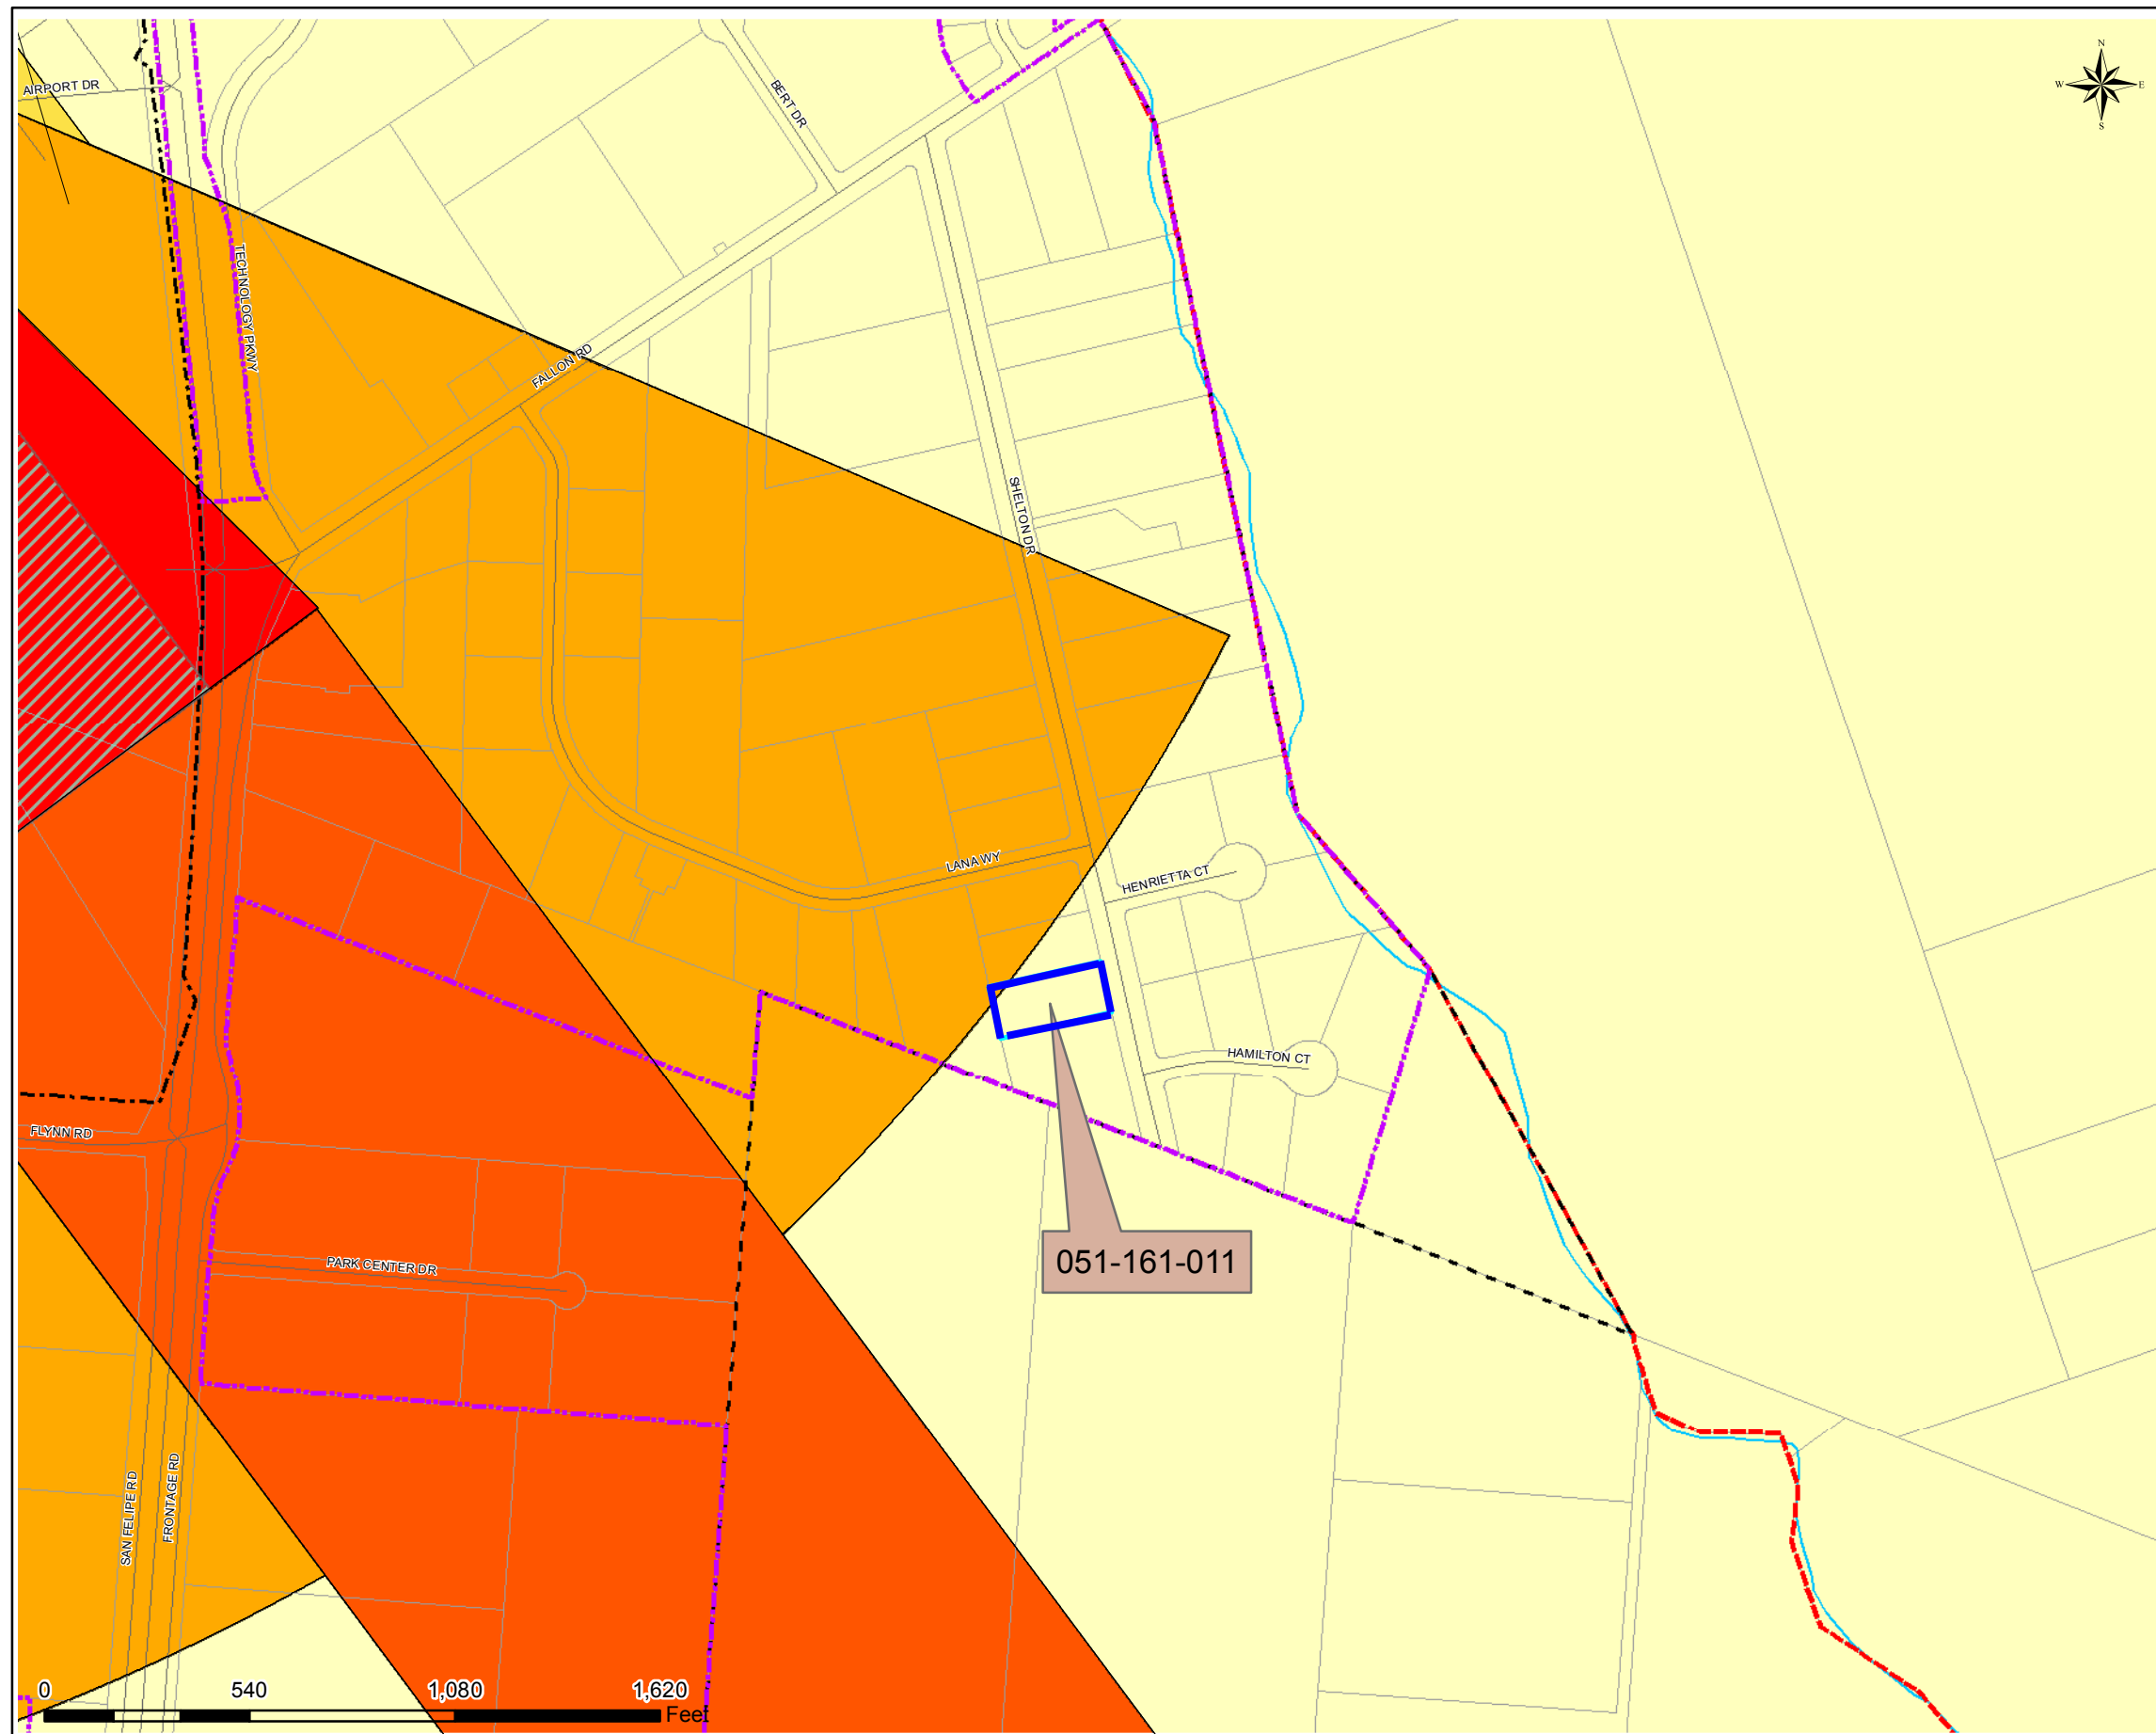 N
W E
S
AIRPORT DR
BERT DR
TECHNOLOGY PKWY
FALLON RD
SHELTON DR
LANA WY
HENRIETTA CT
HAMILTON CT
FLYNN RD
051-161-011
PARK CENTER DR
SAN FELIPE RD
FRONTAGE RD
0 540 1,080 1,620
Feet